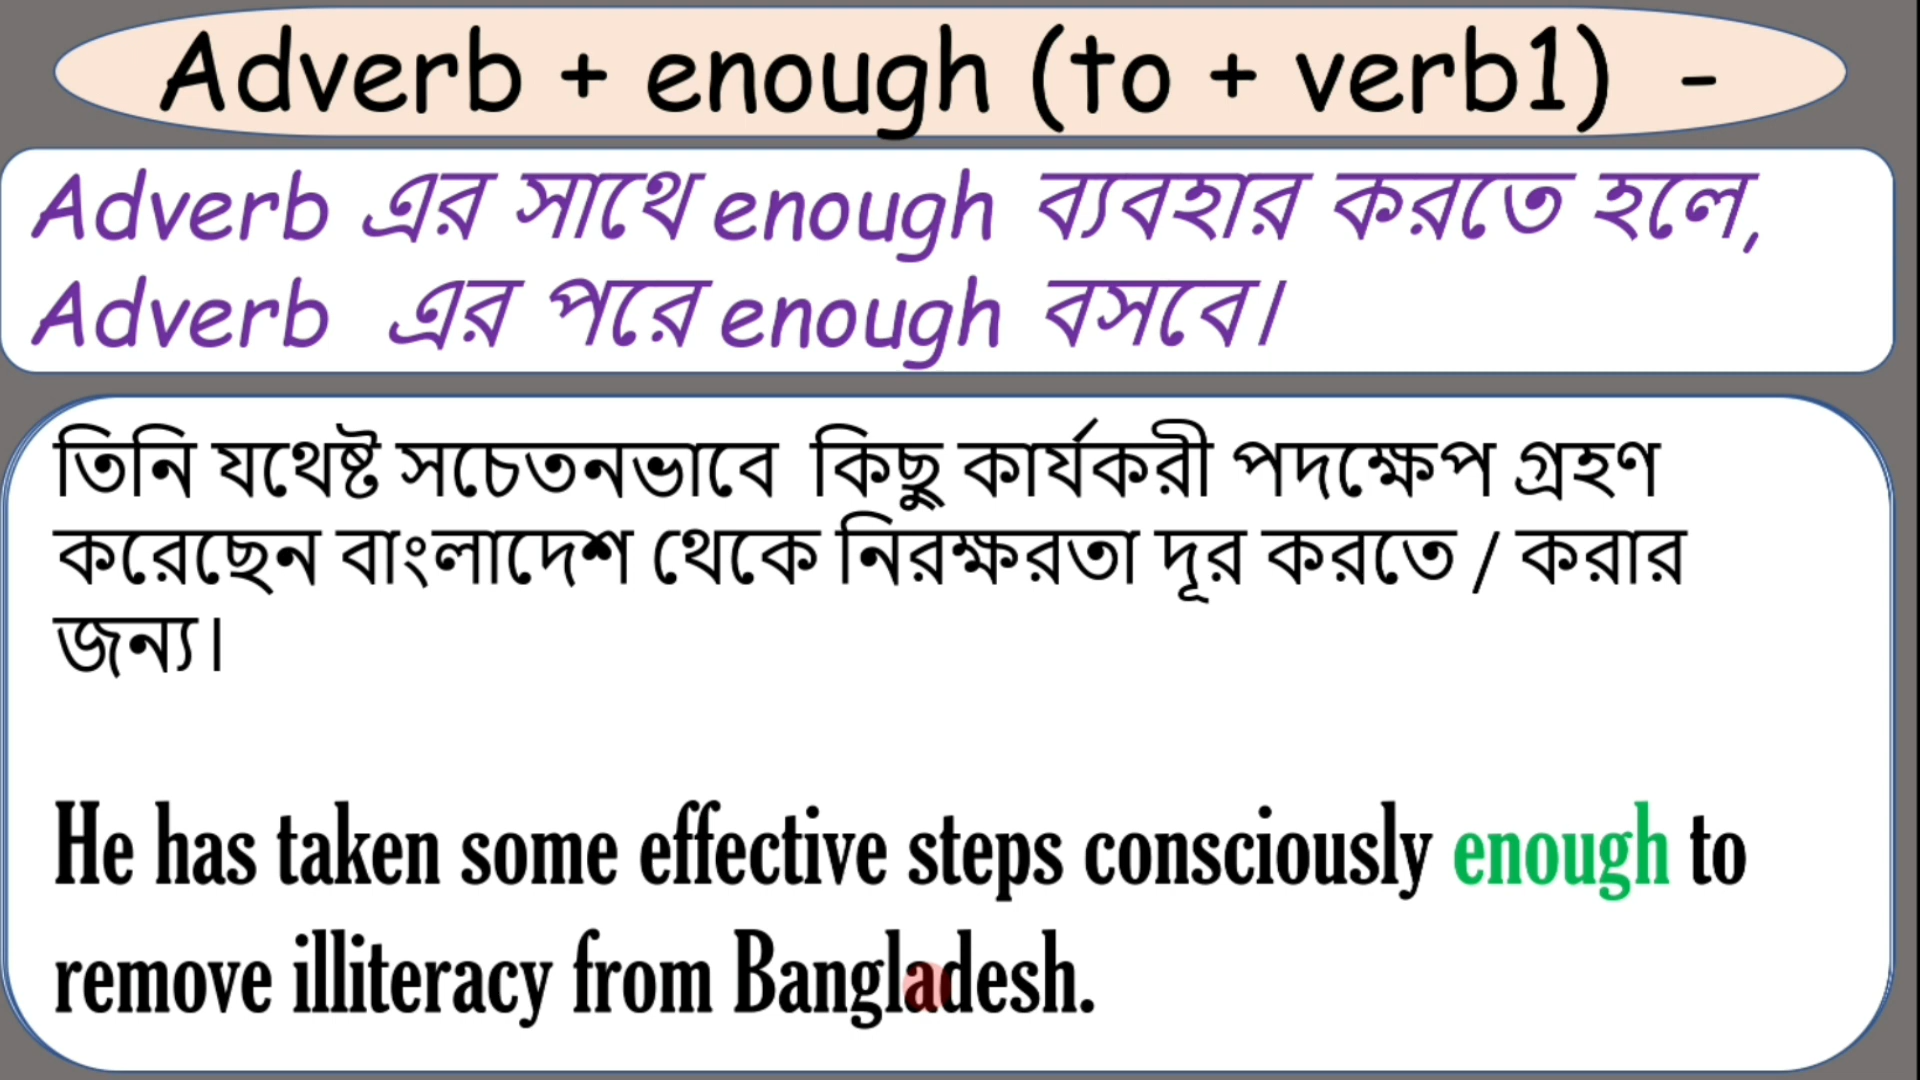 Adverb + enough (to + verb1) -
Adverb এর সাথে enough ব্যবহার করতে হলে,
Adverb এর পরে enough বসবে।
তিনি যথেষ্ট সচেতনভাবে কিছু কার্যকরী পদক্ষেপ গ্রহণ
করেছেন বাংলাদেশ থেকে নিরক্ষরতা দূর করতে / করার
জন্য।
He has taken some effective steps consciously enough to
remove illiteracy from Bangladesh.